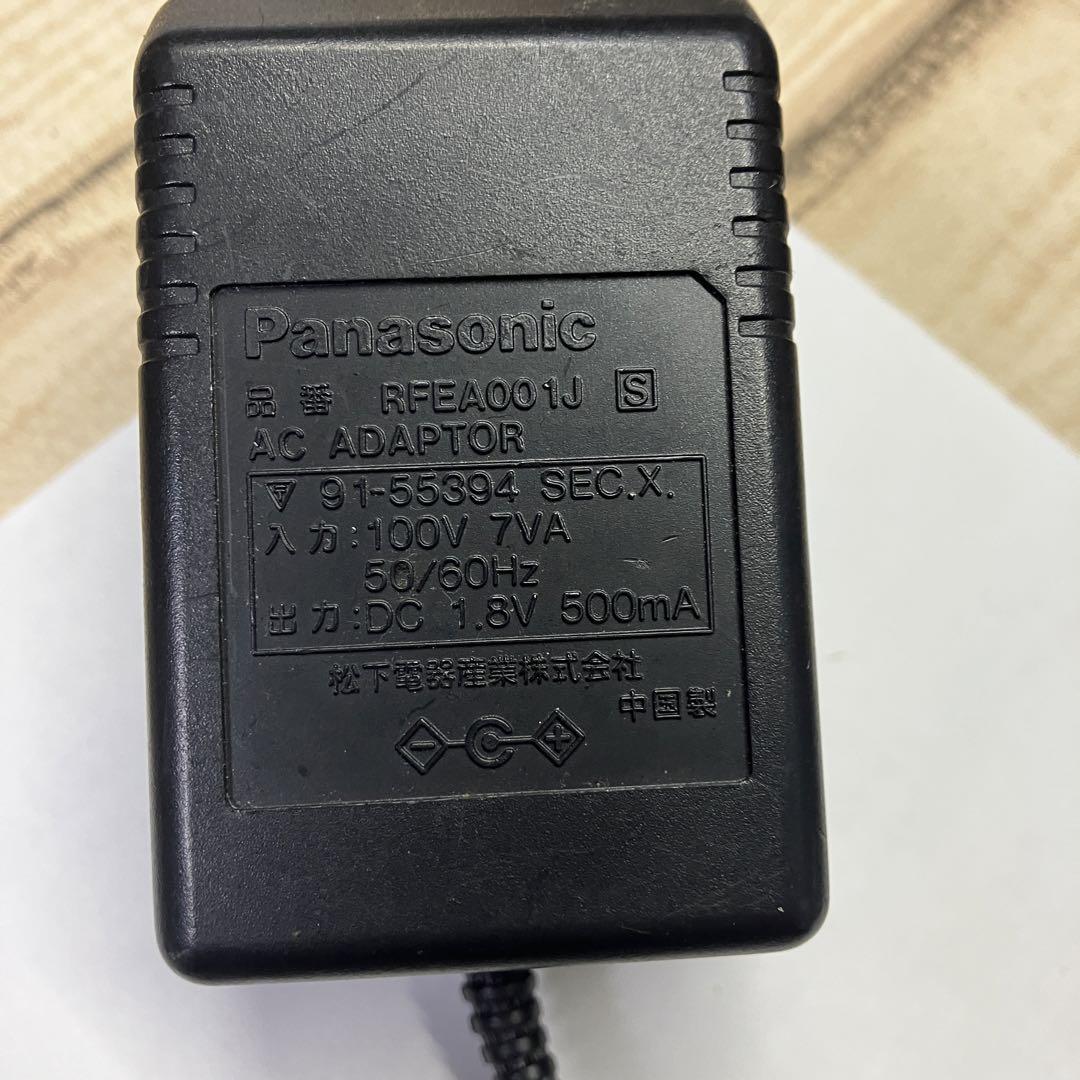 Panasonic
品番 RFEA001J S
AC ADAPTOR
91-55394 SEC.X.
入力:100V 7VA
50/60Hz
出力:DC 1.8V 500mA
松下電器産業株式会社
中国製